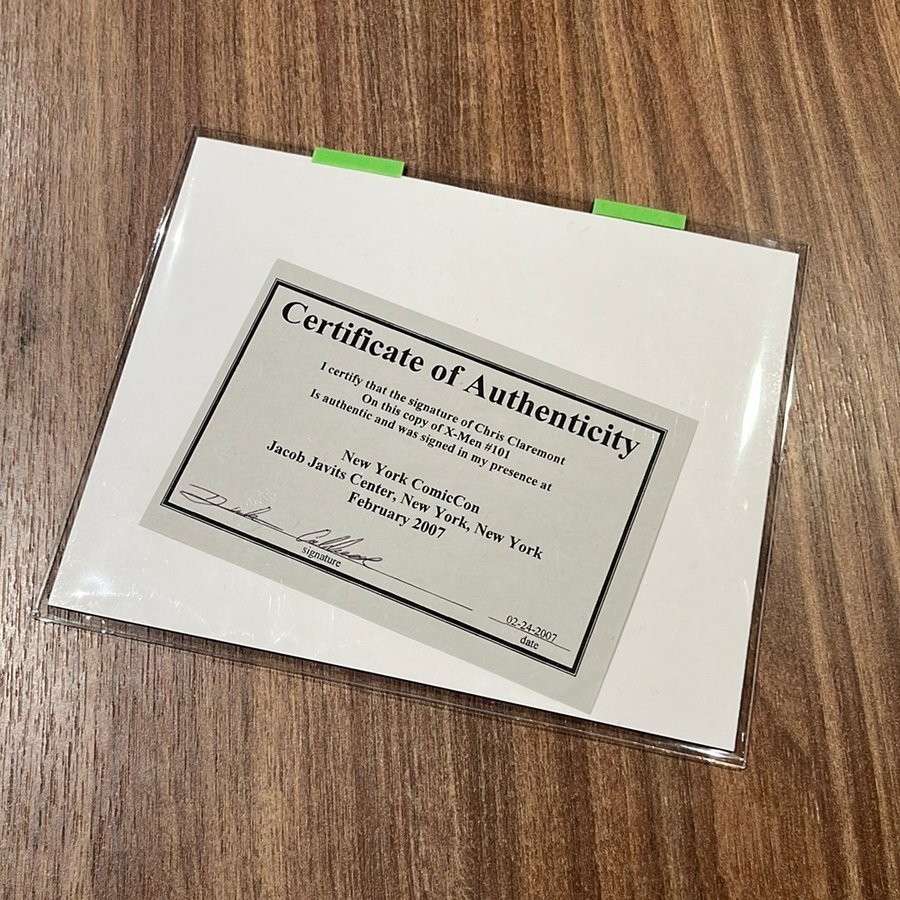 Certificate of Authenticity
I certify that the signature of Chris Claremont
On this copy of X-Men #101
Is authentic and was signed in my presence at
New York ComicCon
Jacob Javits Center, New York, New York
February 2007
signature
02-24-2007
date